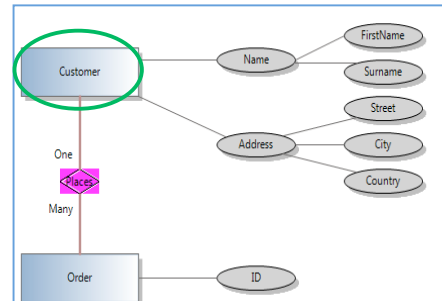 FirstName
Customer
Name
Surname
Street
Address
City
Country
One
Places
Many
Order
ID